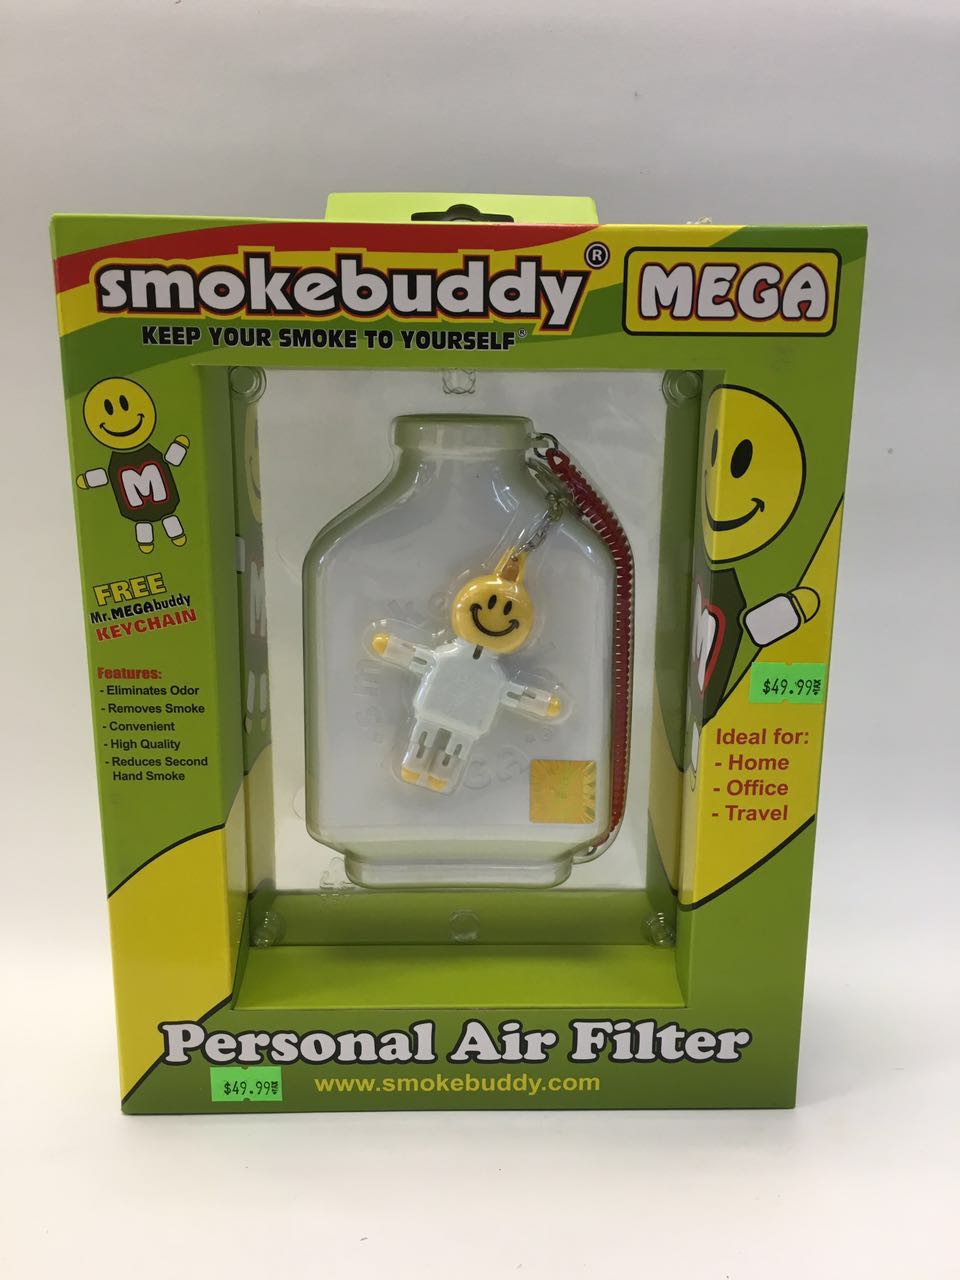 smokebuddy®
MEGA
KEEP YOUR SMOKE TO YOURSELF®
M
FREE
Mr.MEGAbuddy
KEYCHAIN
Features:
- Eliminates Odor
- Removes Smoke
- Convenient
- High Quality
- Reduces Second
Hand Smoke
$49.99
Ideal for:
- Home
- Office
- Travel
Personal Air Filter
$49.99
www.smokebuddy.com